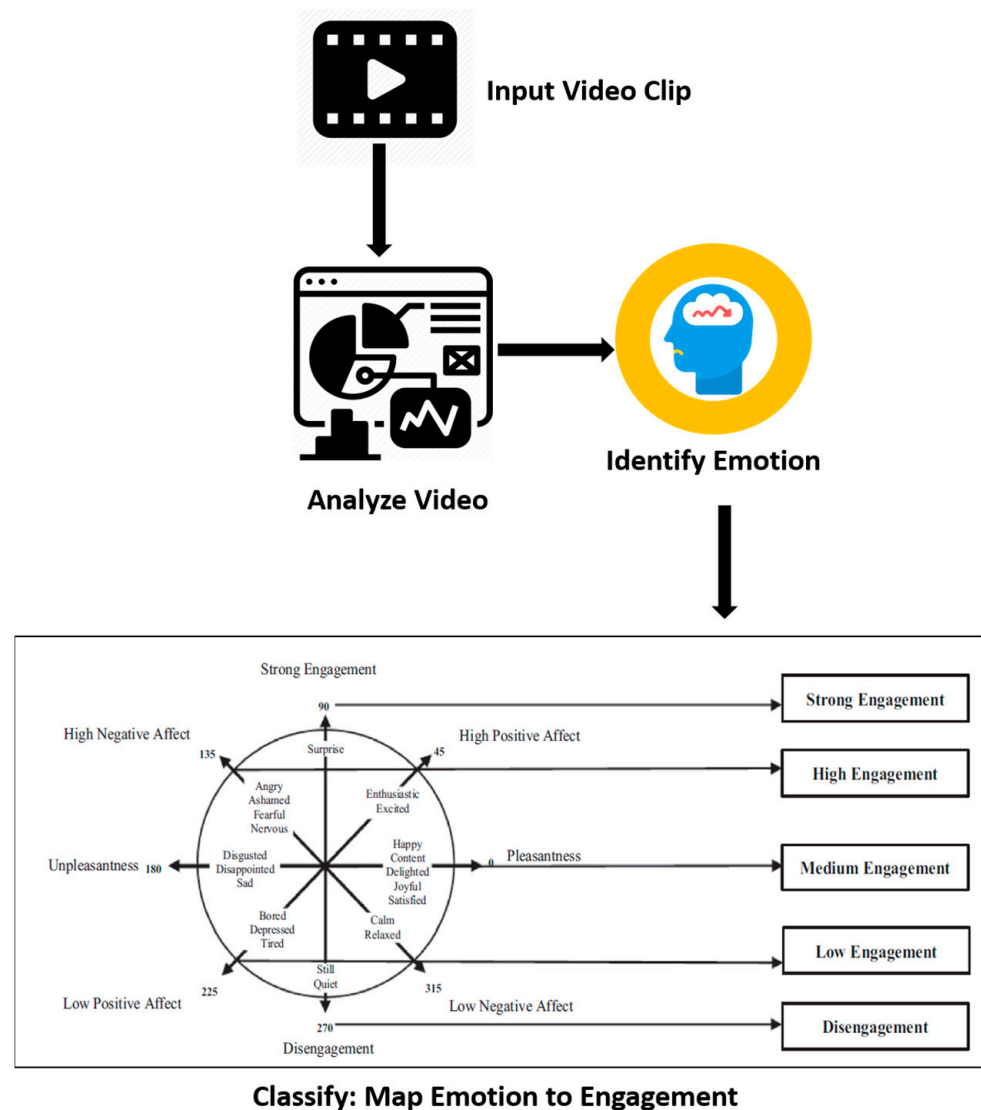 Input Video Clip
Analyze Video
Identify Emotion
Strong Engagement
90
Strong Engagement
High Negative Affect
135
Surprise
45
High Positive Affect
High Engagement
Angry
Ashamed
Fearful
Nervous
Enthusiastic
Excited
Unpleasantness 180
Disgusted
Disappointed
Sad
Happy
Content
Delighted
Joyful
Satisfied
0
Pleasantness
Medium Engagement
Bored
Depressed
Tired
Calm
Relaxed
Low Engagement
Still
Quiet
225
Low Positive Affect
315
Low Negative Affect
270
Disengagement
Disengagement
Classify: Map Emotion to Engagement